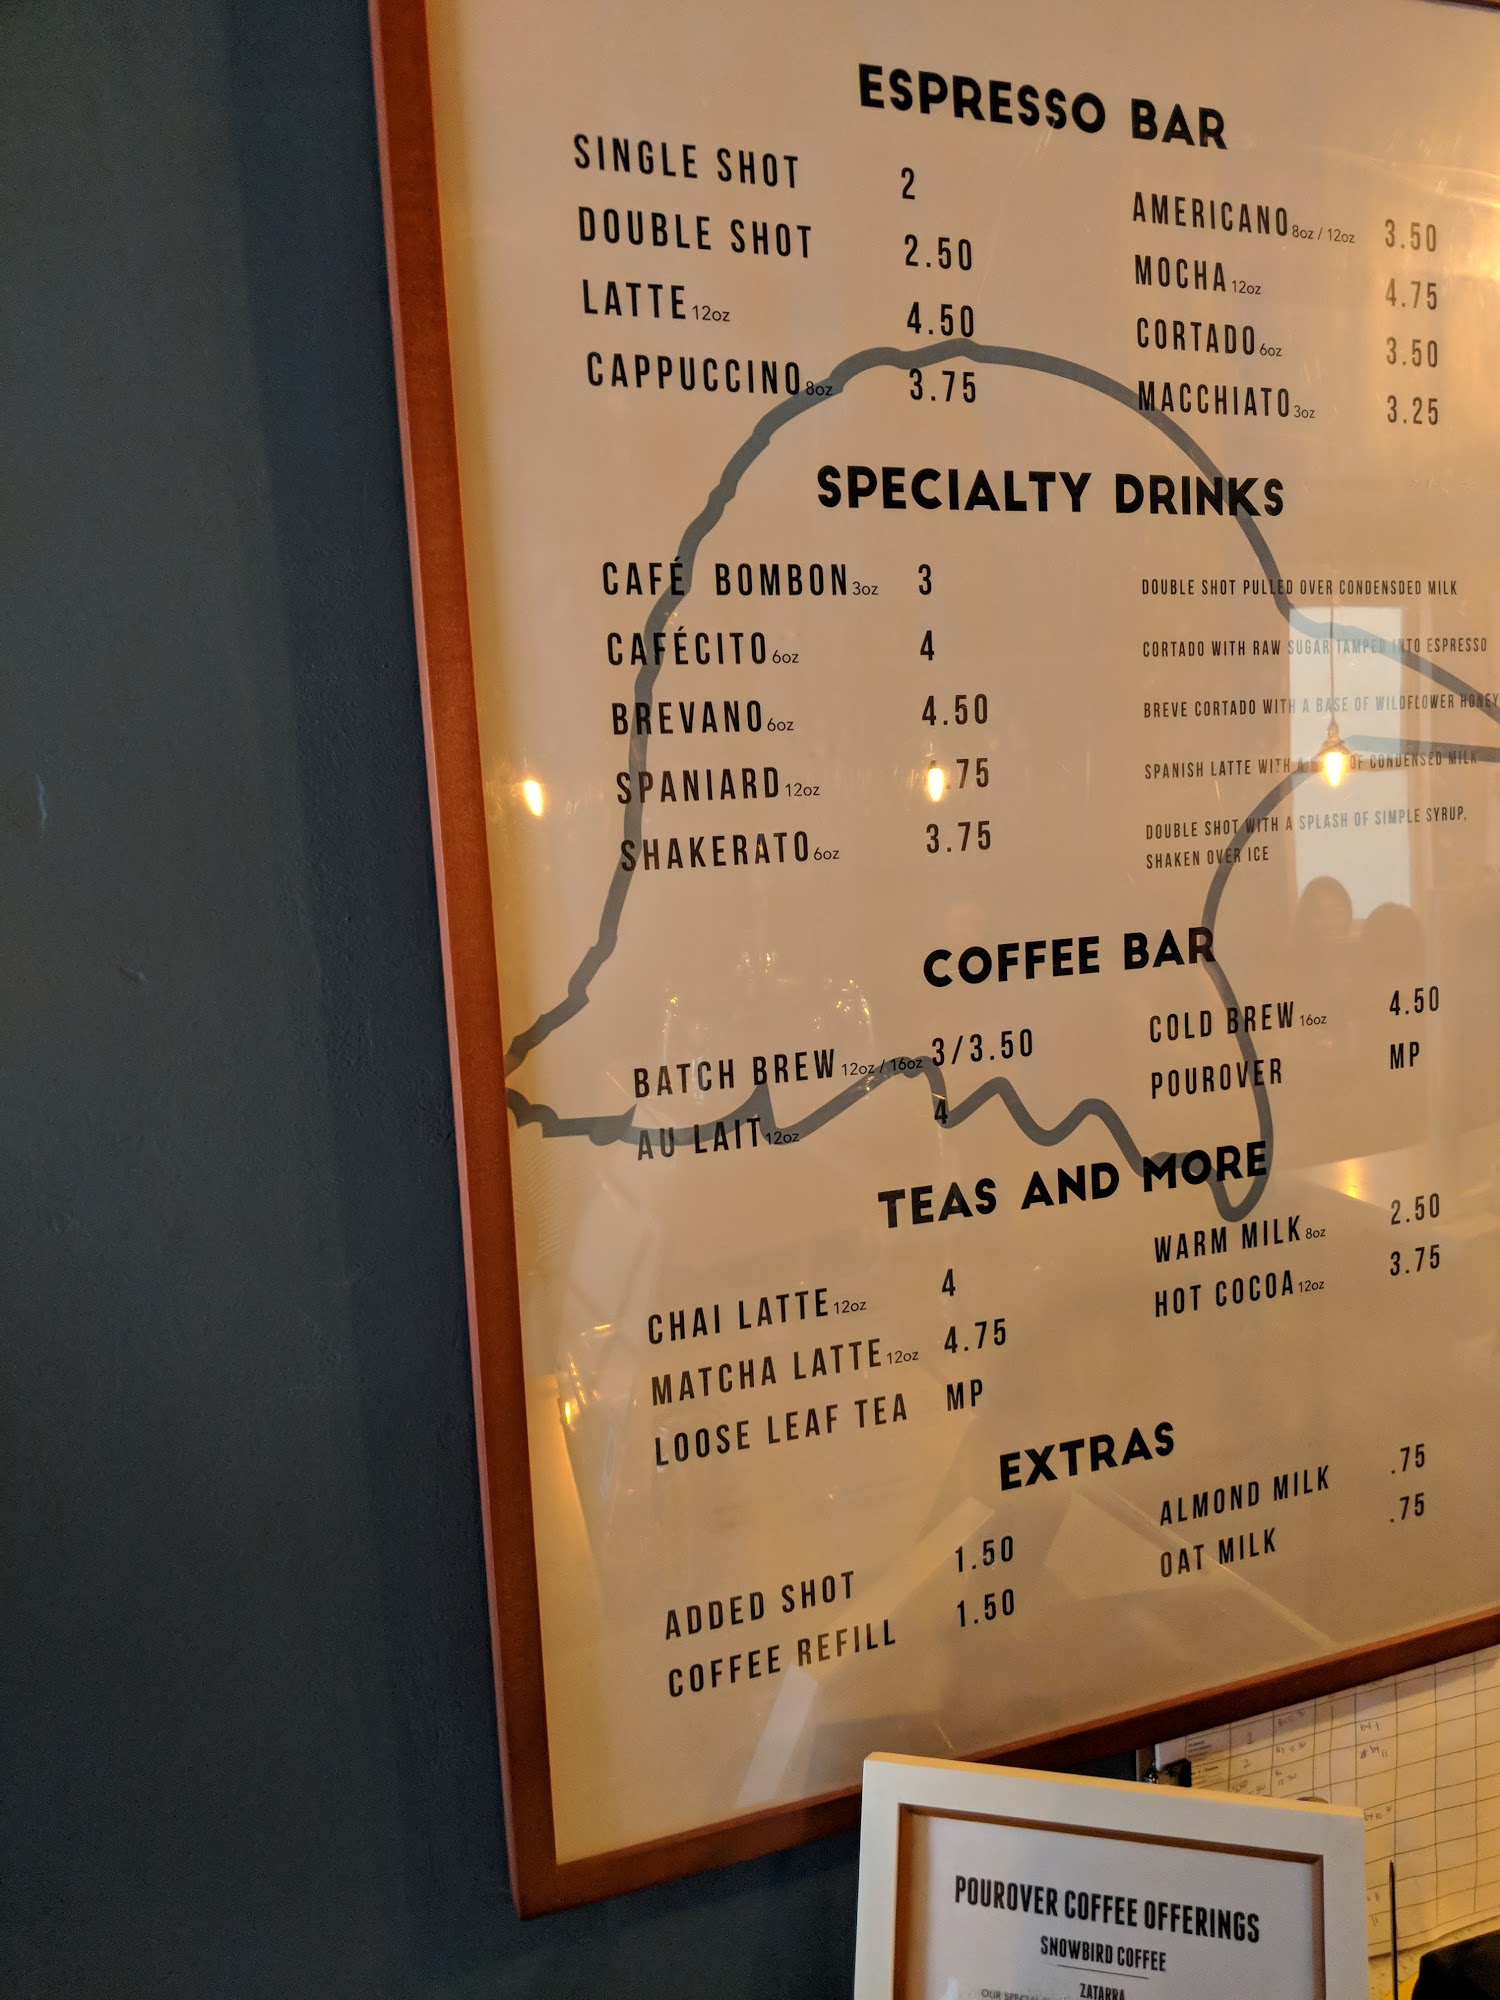 ESPRESSO BAR
SINGLE SHOT 2
DOUBLE SHOT 2.50
LATTE 12oz 4.50
CAPPUCCINO 8oz 3.75
AMERICANO 8oz / 12oz 3.50
MOCHA 12oz 4.75
CORTADO 6oz 3.50
MACCHIATO 3oz 3.25
SPECIALTY DRINKS
CAFÉ BOMBON 3oz 3 DOUBLE SHOT PULLED OVER CONDENSDED MILK
CAFÉCITO 6oz 4 CORTADO WITH RAW SUGAR TAMPED INTO ESPRESSO
BREVANO 6oz 4.50 BREVE CORTADO WITH A BASE OF WILDFLOWER HONEY
SPANIARD 12oz .75 SPANISH LATTE WITH A OF CONDENSED MILK
SHAKERATO 6oz 3.75 DOUBLE SHOT WITH A SPLASH OF SIMPLE SYRUP,
SHAKEN OVER ICE
COFFEE BAR
BATCH BREW 12oz / 16oz 3/3.50
AU LAIT 12oz 4
COLD BREW 16oz 4.50
POUROVER MP
TEAS AND MORE
CHAI LATTE 12oz 4
MATCHA LATTE 12oz 4.75
LOOSE LEAF TEA MP
WARM MILK 8oz 2.50
HOT COCOA 12oz 3.75
EXTRAS
ADDED SHOT 1.50
COFFEE REFILL 1.50
ALMOND MILK .75
OAT MILK .75
POUROVER COFFEE OFFERINGS
SNOWBIRD COFFEE
ZATARRA
OUR